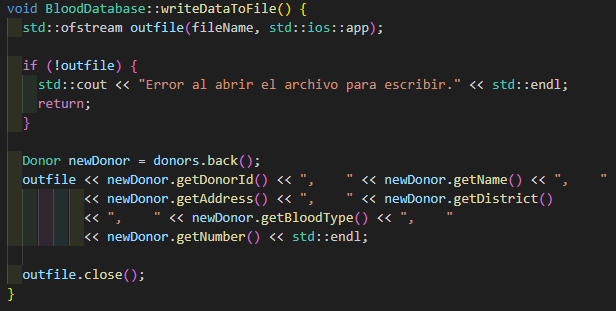 void BloodDatabase::writeDataToFile() {
  std::ofstream outfile(fileName, std::ios::app);

  if (!outfile) {
    std::cout << "Error al abrir el archivo para escribir." << std::endl;
    return;
  }

  Donor newDonor = donors.back();
  outfile << newDonor.getDonorId() << ",    " << newDonor.getName() << ",    "
          << newDonor.getAddress() << ",    " << newDonor.getDistrict()
          << ",    " << newDonor.getBloodType() << ",    "
          << newDonor.getNumber() << std::endl;

  outfile.close();
}